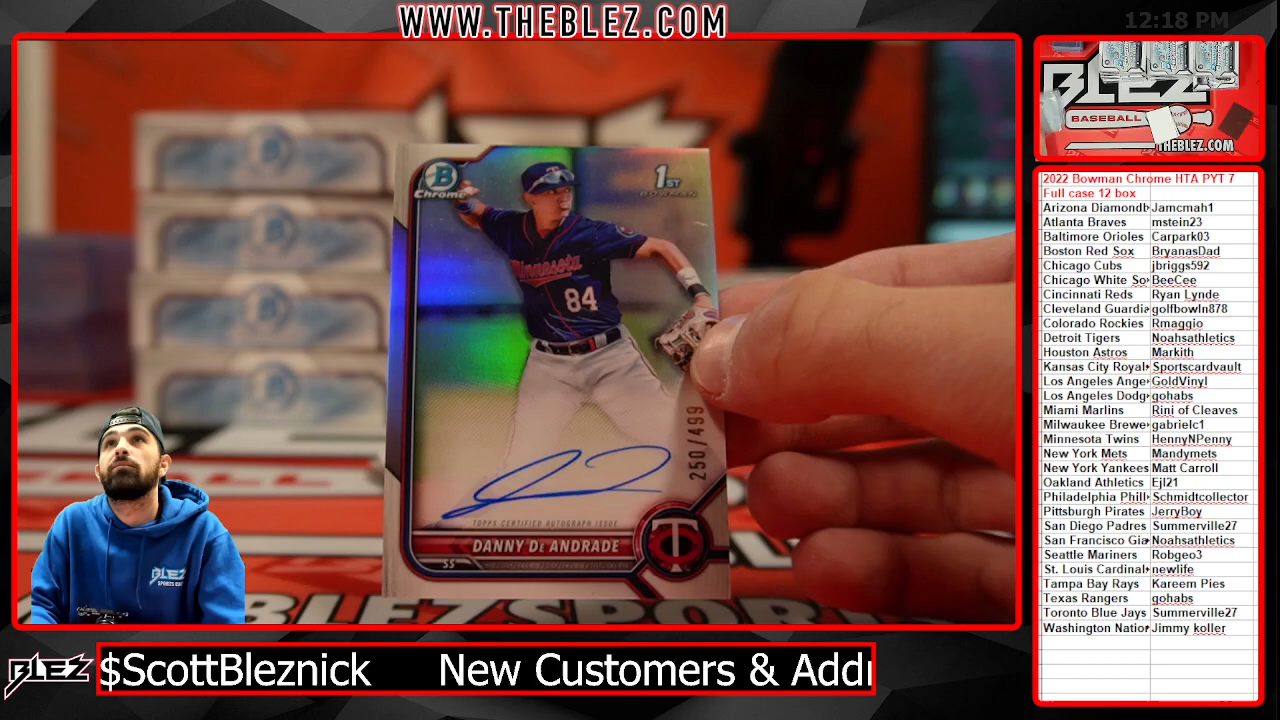 WWW.THEBLEZ.COM
12:18 PM
B
Chrome
1ST
BOWMAN
Minnesota
84
250/499
TOPPS CERTIFIED AUTOGRAPH ISSUE
DANNY DE ANDRADE
SS
BLEZSPOR
BLEZ
BASEBALL
THEBLEZ.COM
2022 Bowman Chrome HTA PYT 7
Full case 12 box
Arizona Diamondb Jamcmah1
Atlanta Braves mstein23
Baltimore Orioles Carpark03
Boston Red Sox BryanasDad
Chicago Cubs jbriggs592
Chicago White So BeeCee
Cincinnati Reds Ryan Lynde
Cleveland Guardia golfbowln878
Colorado Rockies Rmaggio
Detroit Tigers Noahsathletics
Houston Astros Markith
Kansas City Royal Sportscardvault
Los Angeles Ange GoldVinyl
Los Angeles Dodg gohabs
Miami Marlins Rini of Cleaves
Milwaukee Brewe gabrielc1
Minnesota Twins HennyNPenny
New York Mets Mandymets
New York Yankees Matt Carroll
Oakland Athletics Ejl21
Philadelphia Phill Schmidtcollector
Pittsburgh Pirates JerryBoy
San Diego Padres Summerville27
San Francisco Gia Noahsathletics
Seattle Mariners Robgeo3
St. Louis Cardinal newlife
Tampa Bay Rays Kareem Pies
Texas Rangers gohabs
Toronto Blue Jays Summerville27
Washington Natio Jimmy koller
BLEZ
BLEZ
$ScottBleznick New Customers & Add